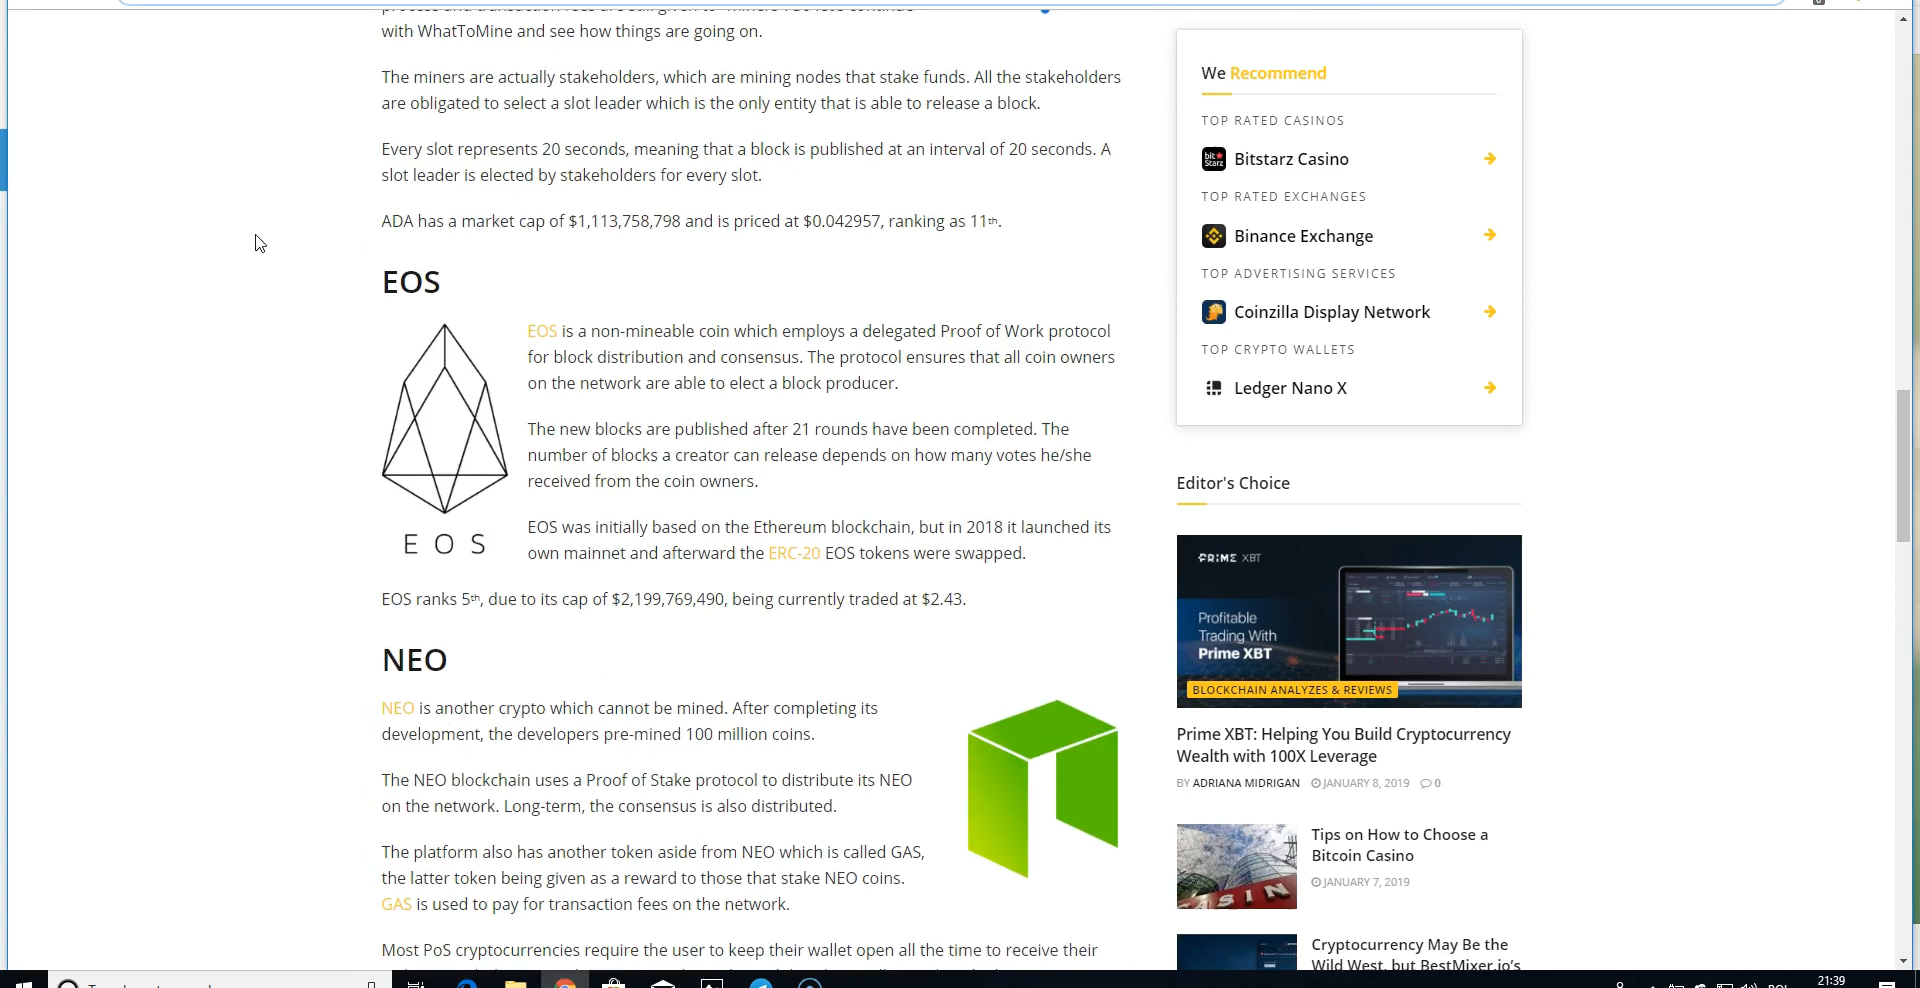 with WhatToMine and see how things are going on.
The miners are actually stakeholders, which are mining nodes that stake funds. All the stakeholders
are obligated to select a slot leader which is the only entity that is able to release a block.
Every slot represents 20 seconds, meaning that a block is published at an interval of 20 seconds. A
slot leader is elected by stakeholders for every slot.
ADA has a market cap of $1,113,758,798 and is priced at $0.042957, ranking as 11th.
EOS
E O S
EOS is a non-mineable coin which employs a delegated Proof of Work protocol
for block distribution and consensus. The protocol ensures that all coin owners
on the network are able to elect a block producer.
The new blocks are published after 21 rounds have been completed. The
number of blocks a creator can release depends on how many votes he/she
received from the coin owners.
EOS was initially based on the Ethereum blockchain, but in 2018 it launched its
own mainnet and afterward the ERC-20 EOS tokens were swapped.
EOS ranks 5th, due to its cap of $2,199,769,490, being currently traded at $2.43.
NEO
NEO is another crypto which cannot be mined. After completing its
development, the developers pre-mined 100 million coins.
The NEO blockchain uses a Proof of Stake protocol to distribute its NEO
on the network. Long-term, the consensus is also distributed.
The platform also has another token aside from NEO which is called GAS,
the latter token being given as a reward to those that stake NEO coins.
GAS is used to pay for transaction fees on the network.
Most PoS cryptocurrencies require the user to keep their wallet open all the time to receive their
We Recommend
TOP RATED CASINOS
bit
Starz
Bitstarz Casino
TOP RATED EXCHANGES
Binance Exchange
TOP ADVERTISING SERVICES
Coinzilla Display Network
TOP CRYPTO WALLETS
Ledger Nano X
Editor's Choice
PRIME XBT
Profitable
Trading With
Prime XBT
BLOCKCHAIN ANALYZES & REVIEWS
Prime XBT: Helping You Build Cryptocurrency
Wealth with 100X Leverage
BY ADRIANA MIDRIGAN JANUARY 8, 2019 0
ASIN
Tips on How to Choose a
Bitcoin Casino
JANUARY 7, 2019
Cryptocurrency May Be the
Wild West, but BestMixer.io's
21:39